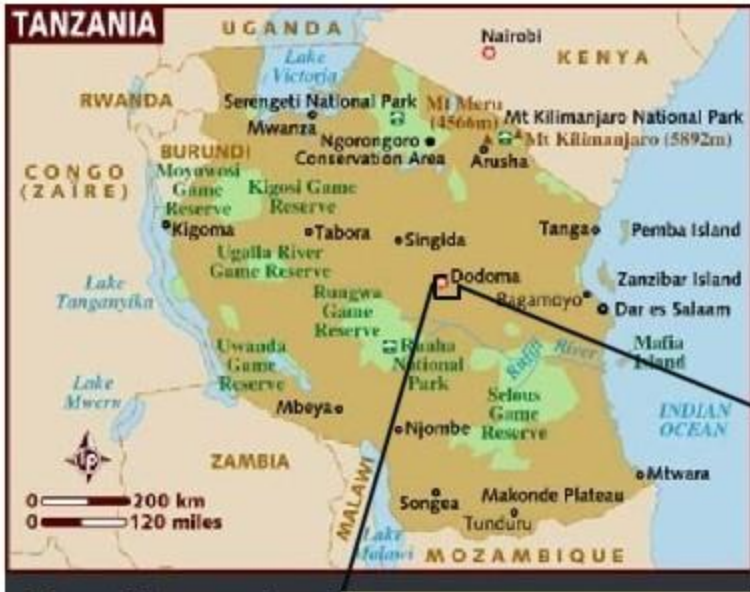 TANZANIA
UGANDA
Nairobi
KENYA
Lake
Victoria
RWANDA
Serengeti National Park
Mwanza
Mt Meru
(4566m)
Mt Kilimanjaro National Park
Mt Kilimanjaro (5892m)
Ngorongoro
Conservation Area
Arusha
BURUNDI
CONGO
(ZAÏRE)
Moyowosi
Game
Reserve
Kigosi Game
Reserve
Kigoma
Tabora
Singida
Tanga
Pemba Island
Ugalla River
Game Reserve
Dodoma
Zanzibar Island
Bagamoyo
Dar es Salaam
Lake
Tanganyika
Rungwa
Game
Reserve
Mafia
Island
Uwanda
Game
Reserve
Ruaha
National
Park
Rufiji
River
Lake
Mweru
Mbeya
Selous
Game
Reserve
INDIAN
OCEAN
Njombe
ZAMBIA
MALAWI
Mtwara
0
200 km
0
120 miles
Songea
Makonde Plateau
Tunduru
Lake
Malawi
MOZAMBIQUE